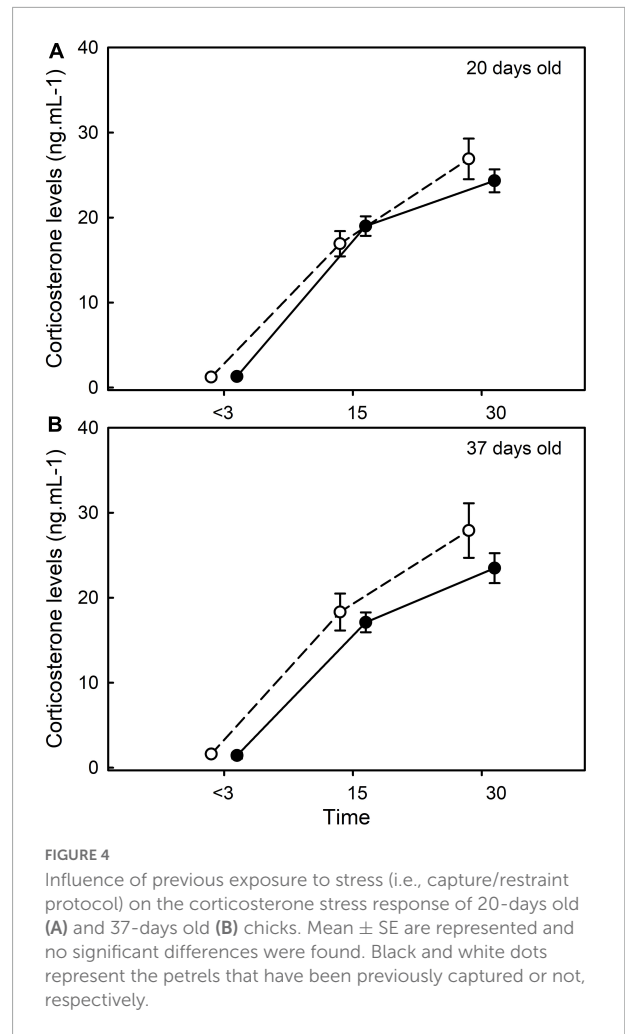 A
20 days old
Corticosterone levels (ng.mL-1)
40
30
20
10
0
<3 15 30
B
37 days old
Corticosterone levels (ng.mL-1)
40
30
20
10
0
<3 15 30
Time
FIGURE 4
Influence of previous exposure to stress (i.e., capture/restraint
protocol) on the corticosterone stress response of 20-days old
(A) and 37-days old (B) chicks. Mean ± SE are represented and
no significant differences were found. Black and white dots
represent the petrels that have been previously captured or not,
respectively.